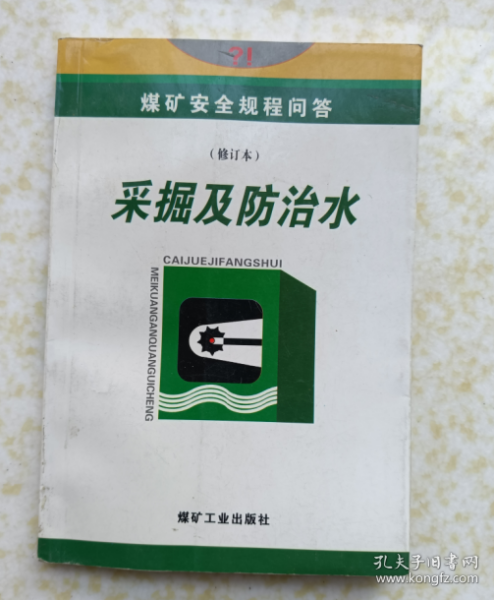 ?!
煤矿安全规程问答
(修订本)
采掘及防治水
CAIJUEJIFANGSHUI
MEIKUANGANQUANGUICHENG
煤矿工业出版社
孔夫子旧书网
www.kongfz.com